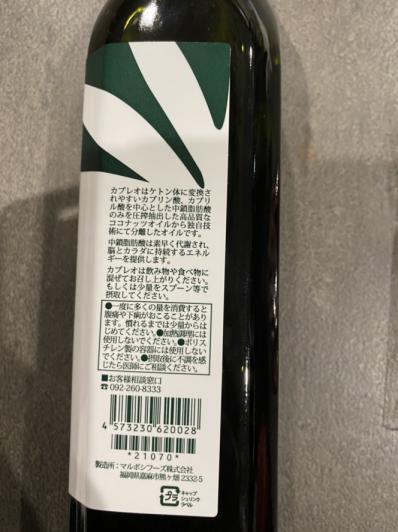 カプレオはケトン体に変換さ
れやすいカプリン酸、カプリ
ル酸を中心とした中鎖脂肪酸
のみを圧搾抽出した高品質な
ココナッツオイルから独自技
術にて分離したオイルです。
中鎖脂肪酸は素早く代謝され、
脳とカラダに持続するエネル
ギーを提供します。
カプレオは飲み物や食べ物に
混ぜてお召し上がりください。
もしくは少量をスプーン等で
摂取してください。
●一度に多くの量を消費すると
腹痛や下痢がおこることがあり
ます。慣れるまでは少量からは
じめてください。●加熱調理には
使用しないでください。●ポリス
チレン製の容器には使用しない
でください。●摂取後に不調を感
じたら医師にご相談ください。
■お客様相談窓口
☎092-260-8333
4 573230 620028
*21070*
製造所：マルボシフーズ株式会社
福岡県嘉麻市熊ヶ畑 2332-5
プラ
キャップ
シュリンク
ラベル